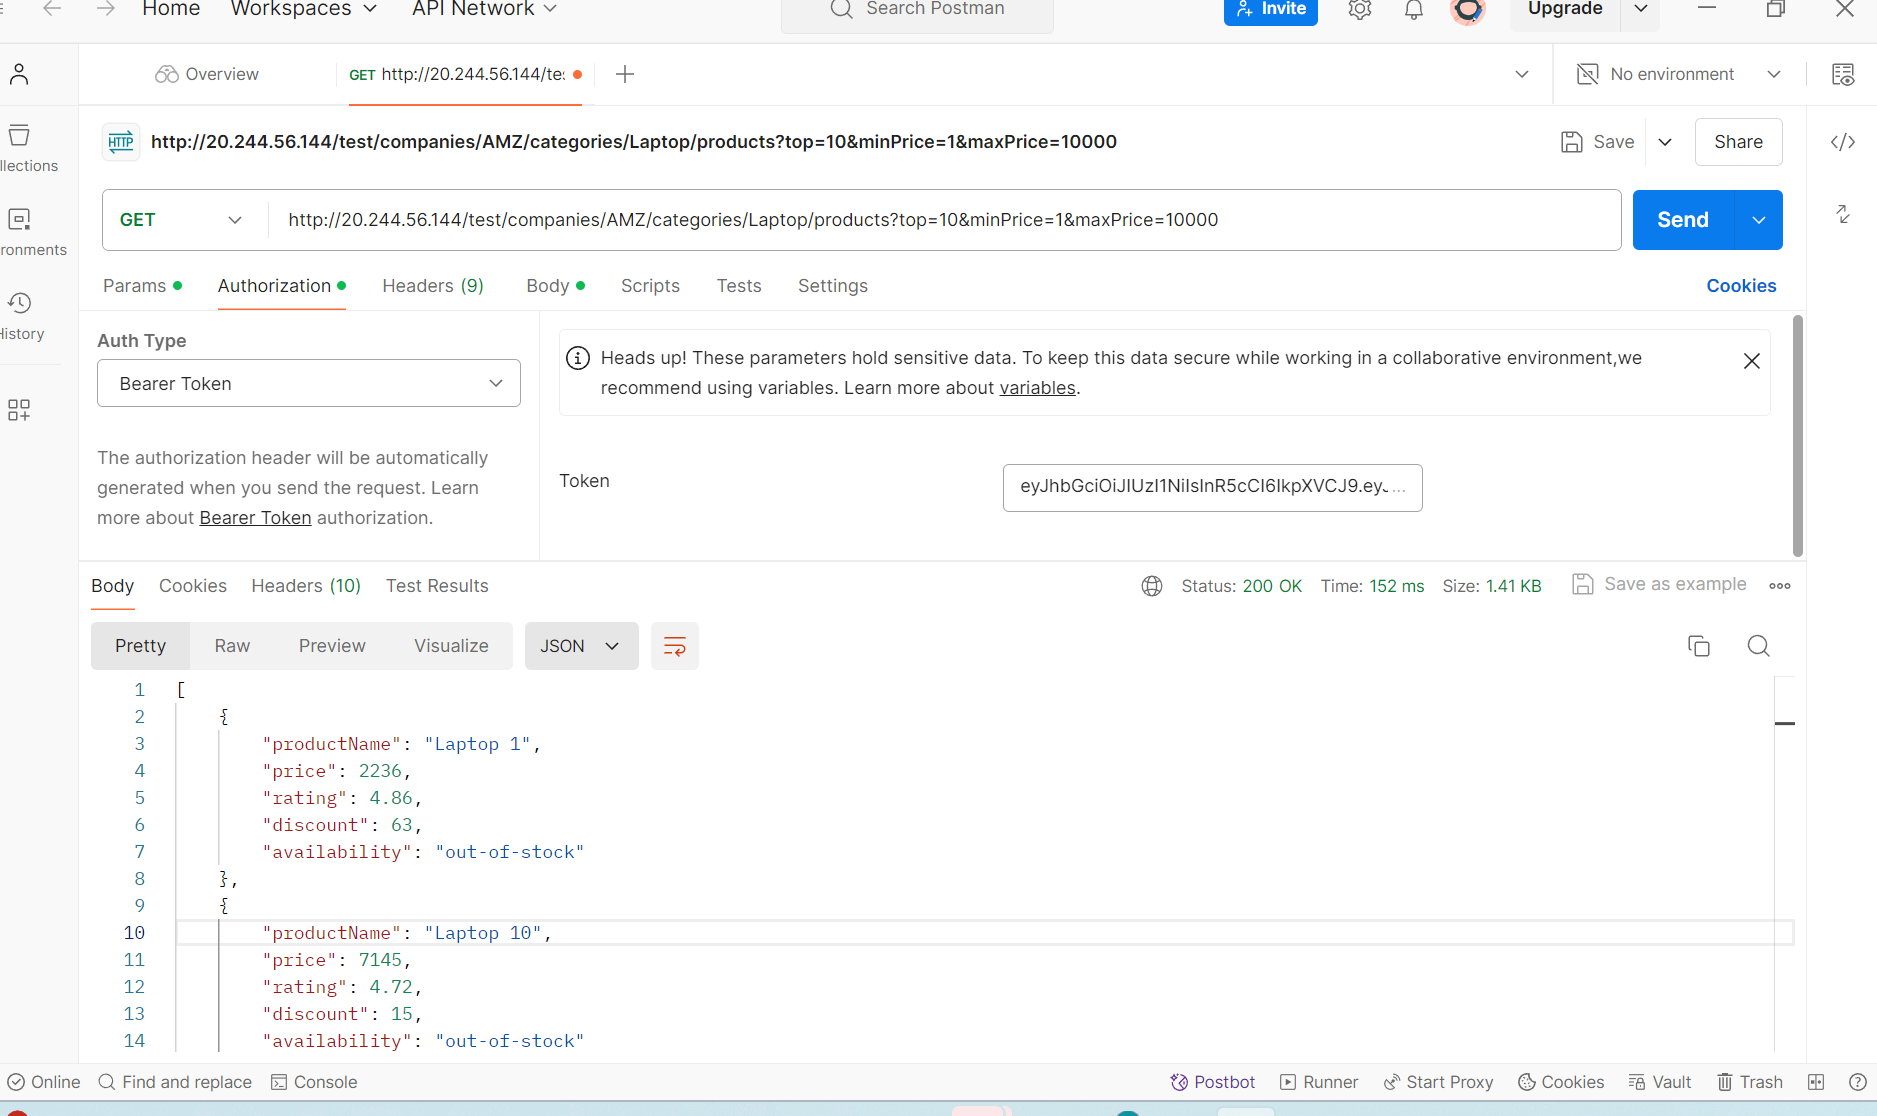 Home Workspaces API Network Search Postman Invite Upgrade
Overview GET http://20.244.56.144/te No environment
HTTP http://20.244.56.144/test/companies/AMZ/categories/Laptop/products?top=10&minPrice=1&maxPrice=10000 Save Share
llections
GET http://20.244.56.144/test/companies/AMZ/categories/Laptop/products?top=10&minPrice=1&maxPrice=10000 Send
ronments
Params Authorization Headers (9) Body Scripts Tests Settings Cookies
History
Auth Type
Bearer Token
Heads up! These parameters hold sensitive data. To keep this data secure while working in a collaborative environment,we
recommend using variables. Learn more about variables.
The authorization header will be automatically
generated when you send the request. Learn
more about Bearer Token authorization.
Token eyJhbGciOiJIUzI1NiIsInR5cCI6IkpXVCJ9.eyJ...
Body Cookies Headers (10) Test Results Status: 200 OK Time: 152 ms Size: 1.41 KB Save as example
Pretty Raw Preview Visualize JSON
1 [
2 {
3 "productName": "Laptop 1",
4 "price": 2236,
5 "rating": 4.86,
6 "discount": 63,
7 "availability": "out-of-stock"
8 },
9 {
10 "productName": "Laptop 10",
11 "price": 7145,
12 "rating": 4.72,
13 "discount": 15,
14 "availability": "out-of-stock"
Online Find and replace Console Postbot Runner Start Proxy Cookies Vault Trash